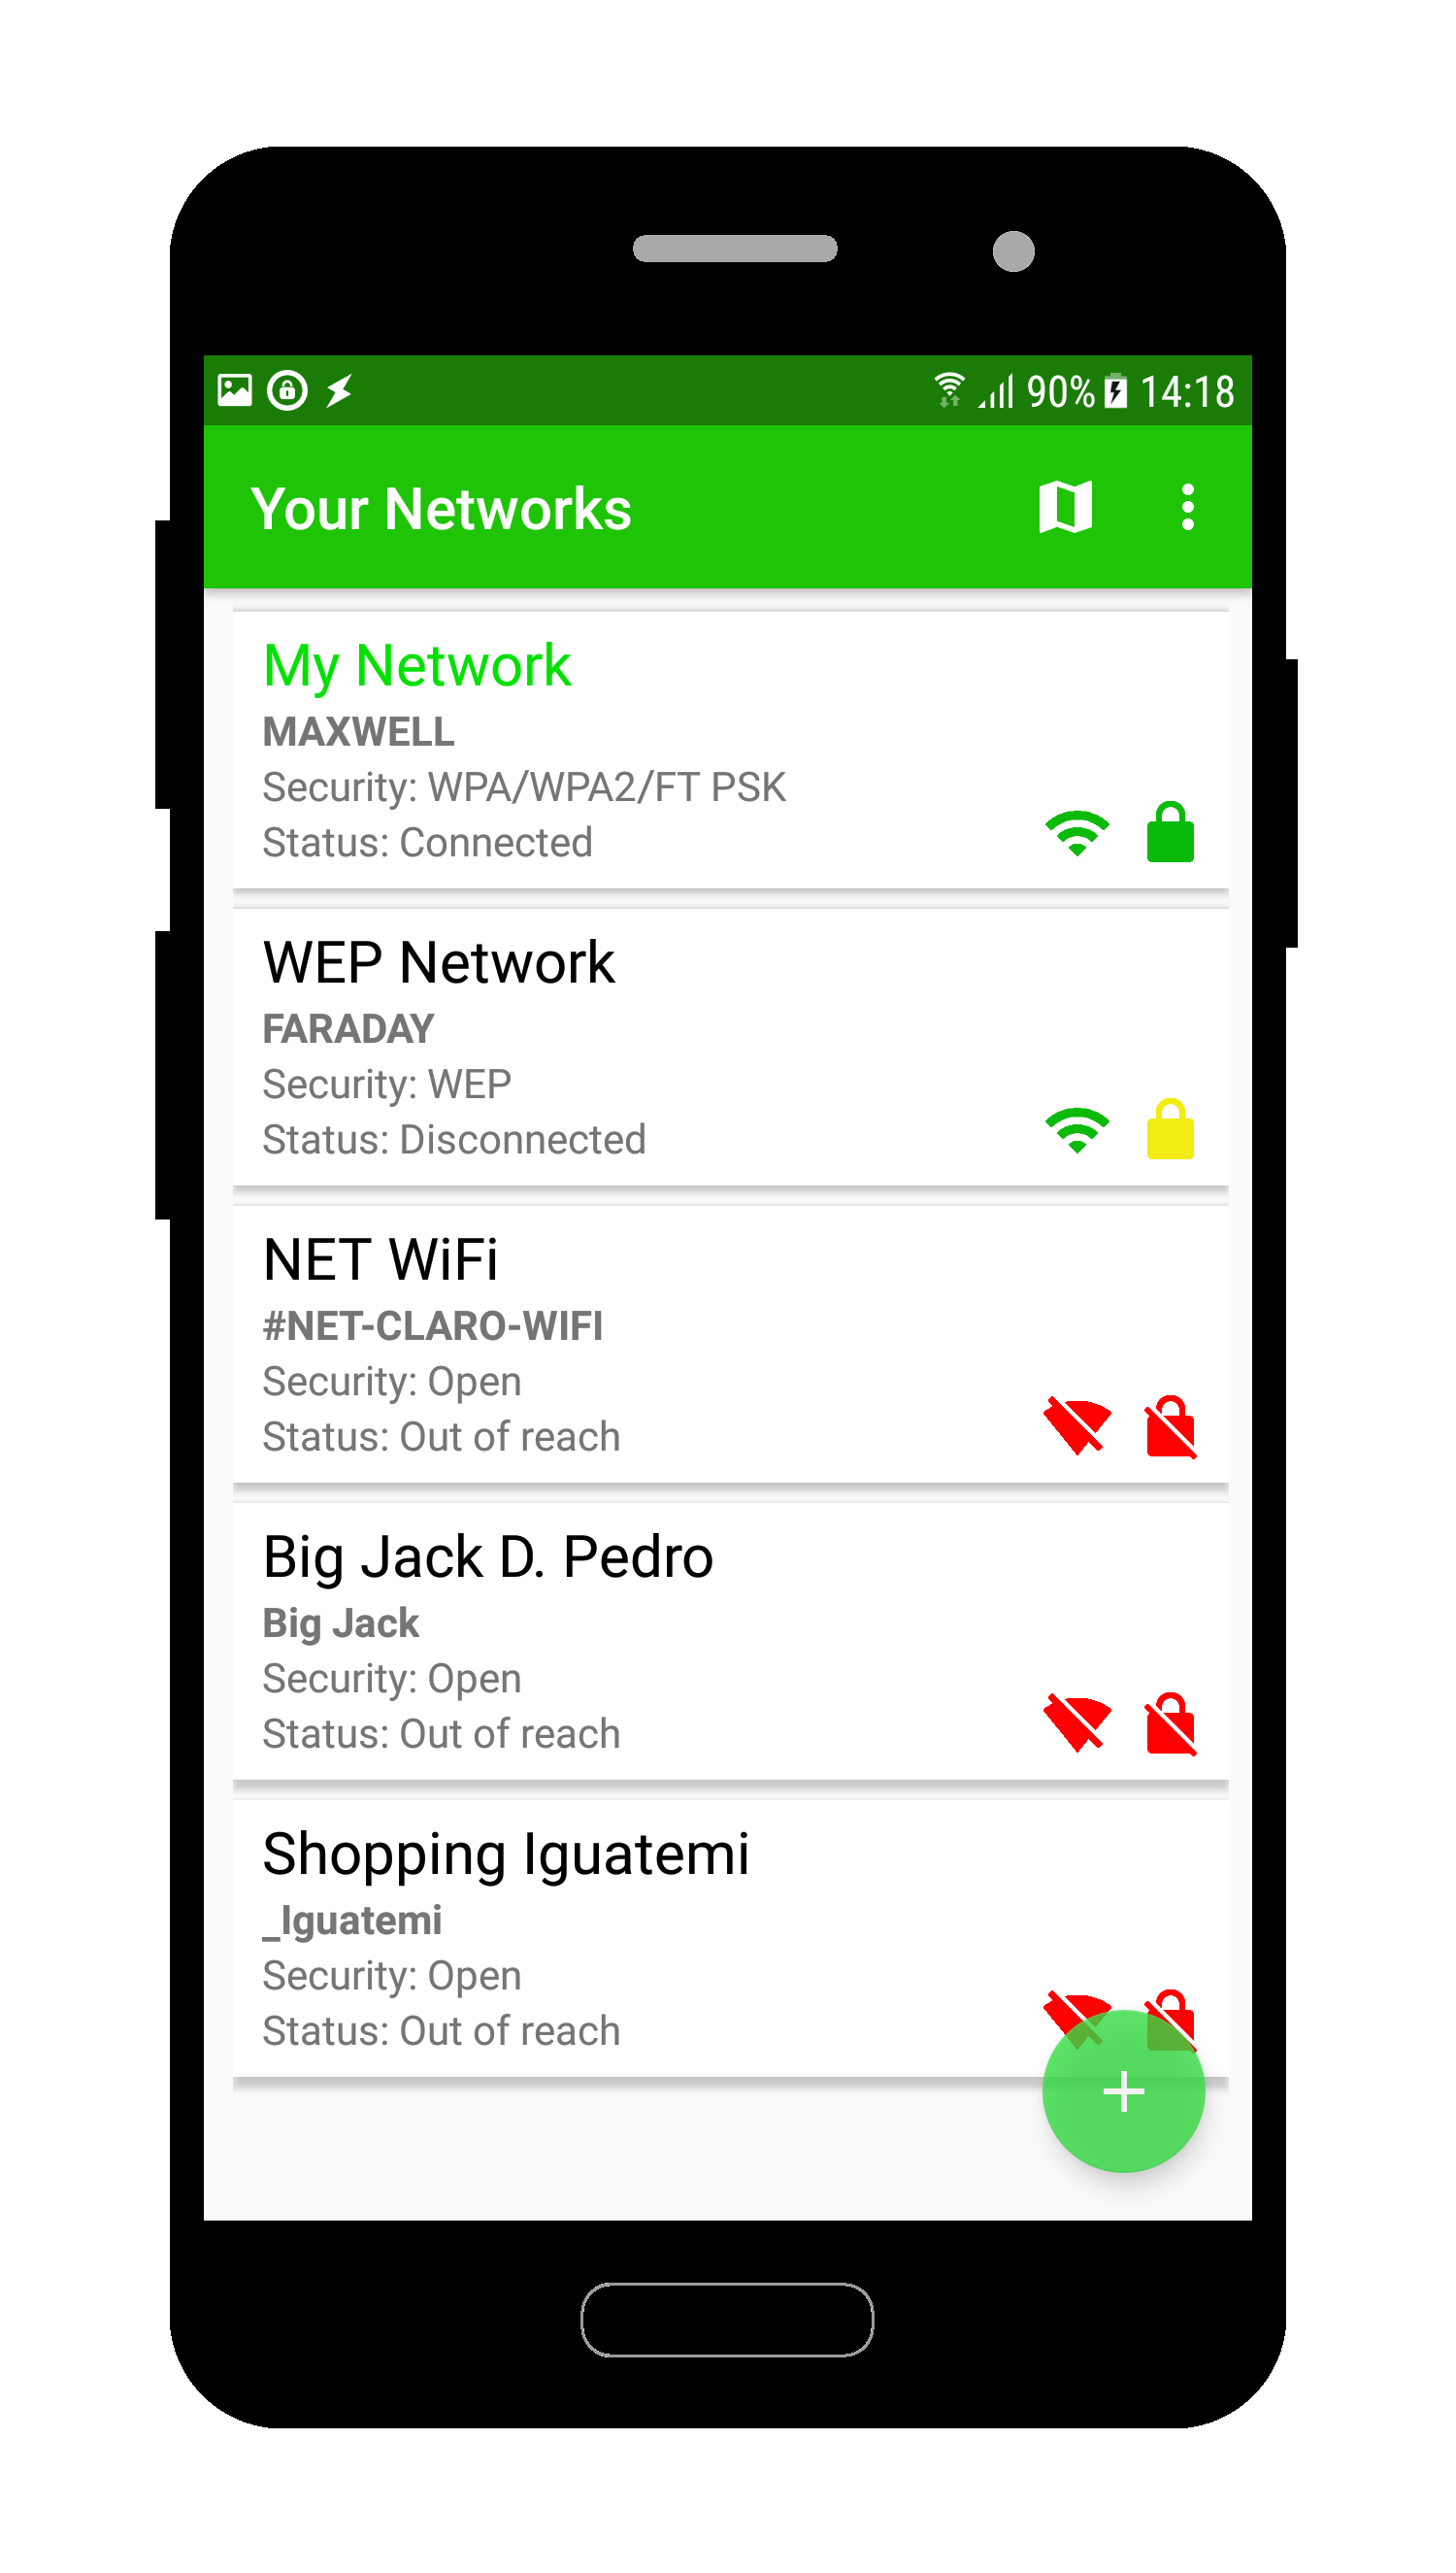 90% 14:18
Your Networks
My Network
MAXWELL
Security: WPA/WPA2/FT PSK
Status: Connected
WEP Network
FARADAY
Security: WEP
Status: Disconnected
NET WiFi
#NET-CLARO-WIFI
Security: Open
Status: Out of reach
Big Jack D. Pedro
Big Jack
Security: Open
Status: Out of reach
Shopping Iguatemi
_Iguatemi
Security: Open
Status: Out of reach